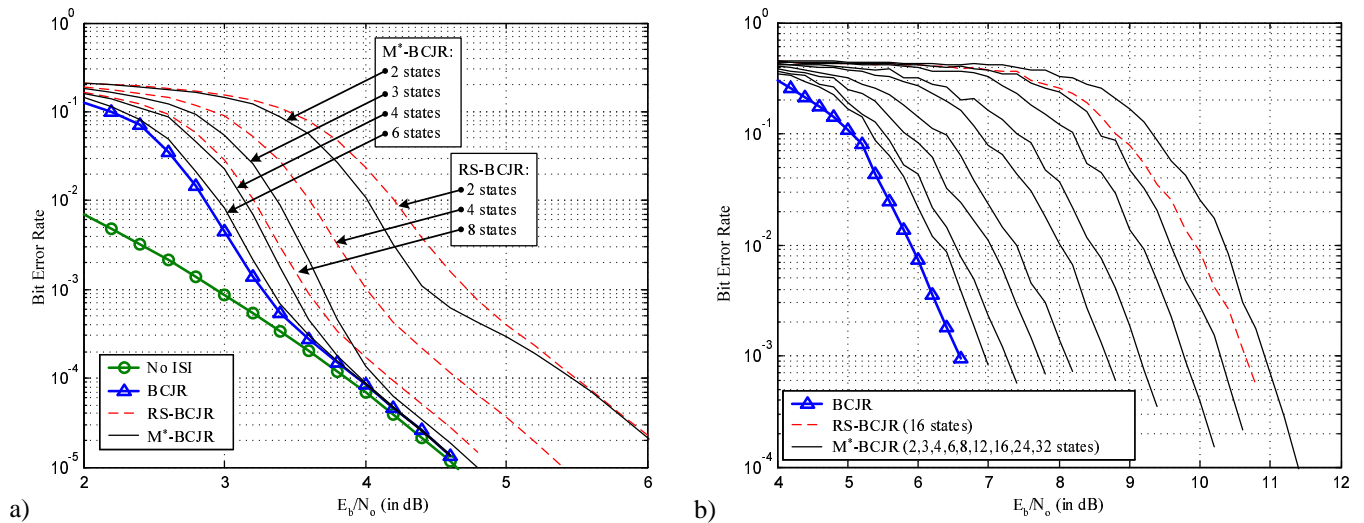 10^0
10^-1
10^-2
10^-3
10^-4
10^-5
Bit Error Rate
2 3 4 5 6
E_b/N_o (in dB)
M*-BCJR:
2 states
3 states
4 states
6 states
RS-BCJR:
2 states
4 states
8 states
No ISI
BCJR
RS-BCJR
M*-BCJR
a)
10^0
10^-1
10^-2
10^-3
10^-4
Bit Error Rate
4 5 6 7 8 9 10 11 12
E_b/N_o (in dB)
BCJR
RS-BCJR (16 states)
M*-BCJR (2,3,4,6,8,12,16,24,32 states)
b)